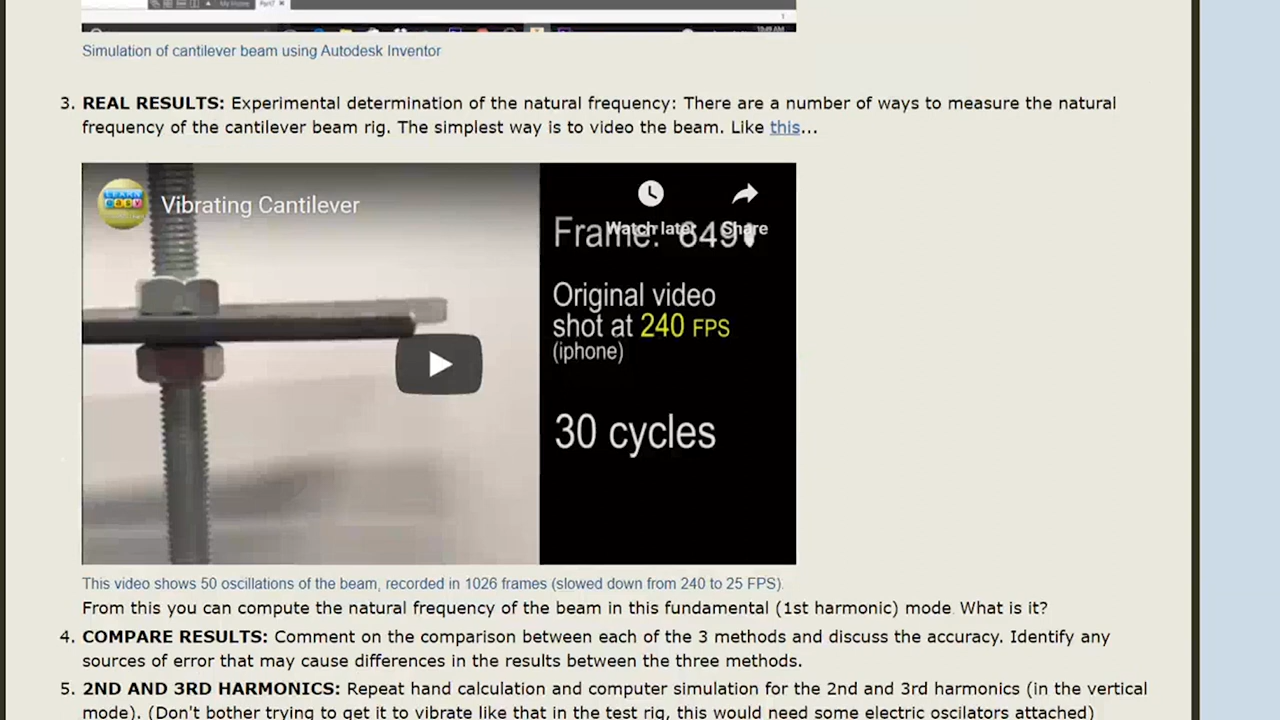 My Home Part7
Simulation of cantilever beam using Autodesk Inventor
3. REAL RESULTS: Experimental determination of the natural frequency: There are a number of ways to measure the natural
frequency of the cantilever beam rig. The simplest way is to video the beam. Like this...
LEARN EASY
Vibrating Cantilever
Watch later Share
Frame: 649
Original video
shot at 240 FPS
(iphone)
30 cycles
This video shows 50 oscillations of the beam, recorded in 1026 frames (slowed down from 240 to 25 FPS).
From this you can compute the natural frequency of the beam in this fundamental (1st harmonic) mode. What is it?
4. COMPARE RESULTS: Comment on the comparison between each of the 3 methods and discuss the accuracy. Identify any
sources of error that may cause differences in the results between the three methods.
5. 2ND AND 3RD HARMONICS: Repeat hand calculation and computer simulation for the 2nd and 3rd harmonics (in the vertical
mode). (Don't bother trying to get it to vibrate like that in the test rig, this would need some electric oscilators attached)